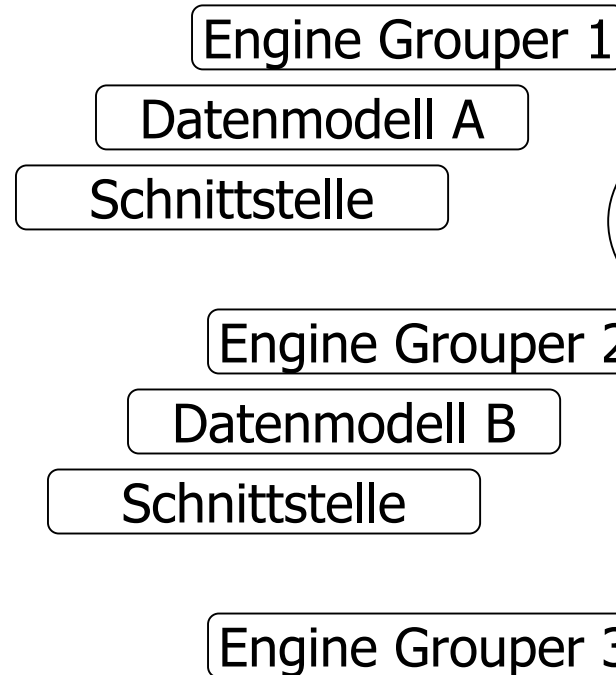 Engine Grouper 1
Datenmodell A
Schnittstelle
Engine Grouper 2
Datenmodell B
Schnittstelle
Engine Grouper 3